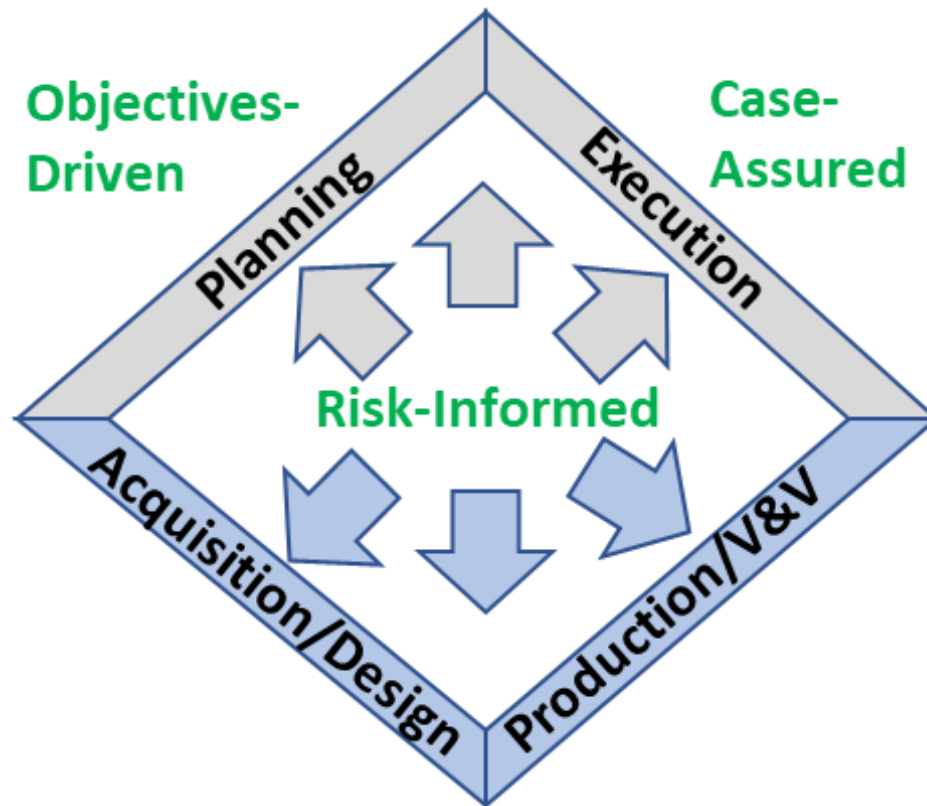 Objectives-
Driven
Case-
Assured
Planning
Execution
Risk-Informed
Acquisition/Design
Production/V&V